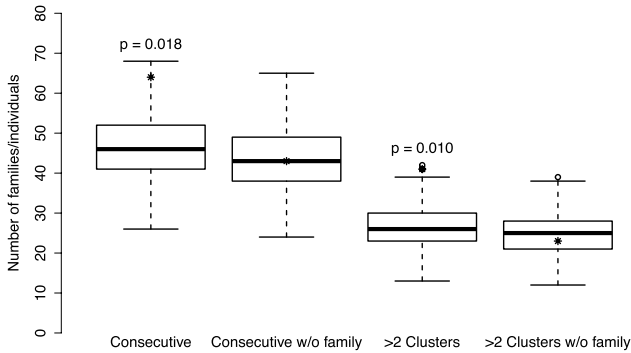 80
70
60
50
40
30
20
10
0
Number of families/individuals
p = 0.018
p = 0.010
Consecutive
Consecutive w/o family
>2 Clusters
>2 Clusters w/o family